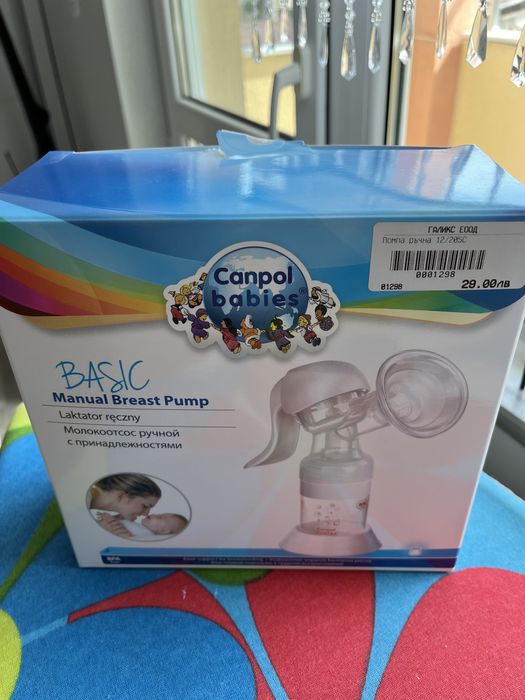 ГАЛИКС ЕООД
Помпа ръчна 12/205С
0001298
01298 29.00лв
Canpol
babies
BASIC
Manual Breast Pump
Laktator ręczny
Молокоотсос ручной
с принадлежностями